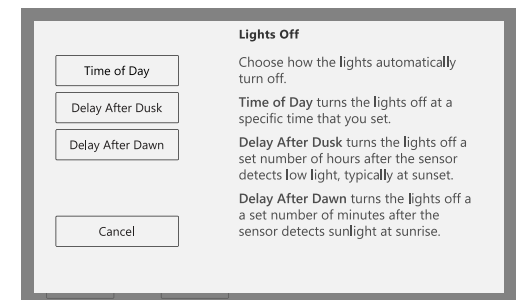 Lights Off
Time of Day
Delay After Dusk
Delay After Dawn
Cancel
Choose how the lights automatically
turn off.
Time of Day turns the lights off at a
specific time that you set.
Delay After Dusk turns the lights off a
set number of hours after the sensor
detects low light, typically at sunset.
Delay After Dawn turns the lights off a
a set number of minutes after the
sensor detects sunlight at sunrise.